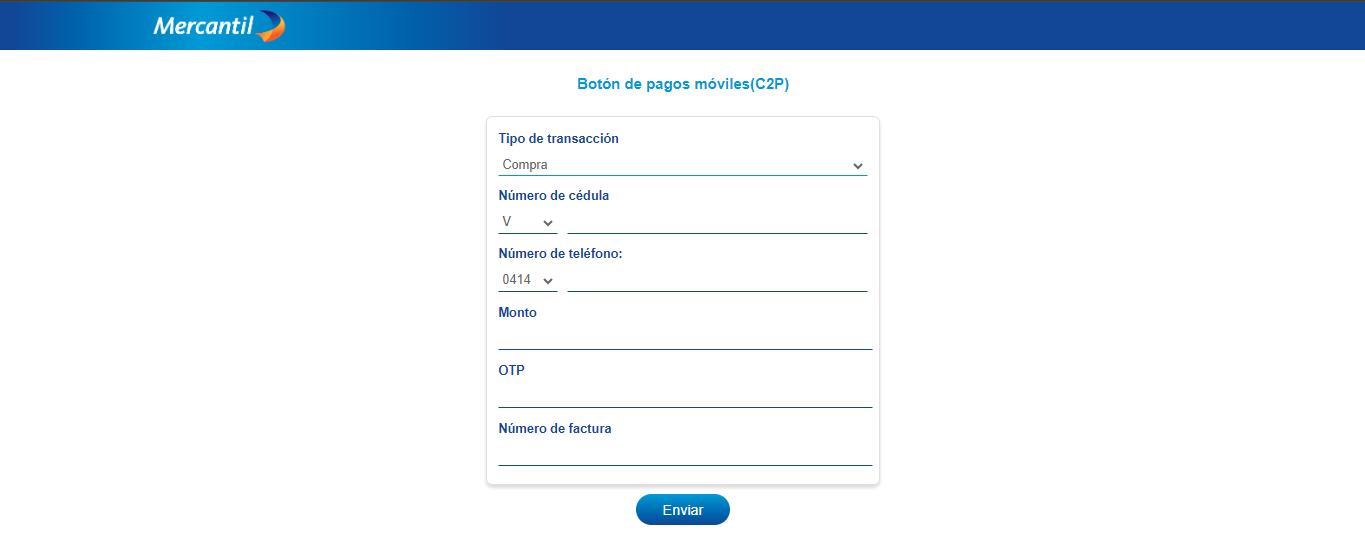 Mercantil
Botón de pagos móviles(C2P)
Tipo de transacción
Compra
Número de cédula
V
Número de teléfono:
0414
Monto
OTP
Número de factura
Enviar